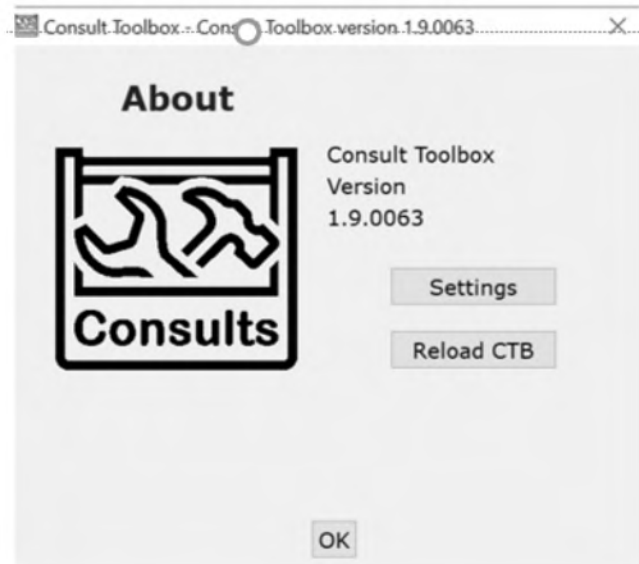 Consult Toolbox - Cons Toolbox version 1.9.0063
About
Consult Toolbox
Version
1.9.0063
Settings
Consults
Reload CTB
OK